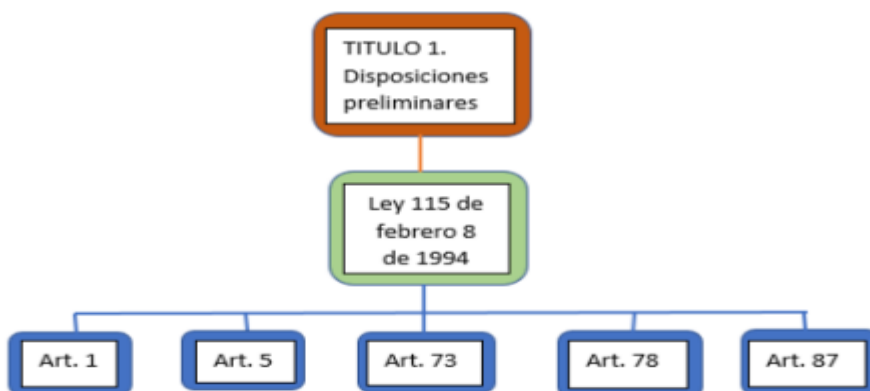 TITULO 1.
Disposiciones
preliminares
Ley 115 de
febrero 8
de 1994
Art. 1
Art. 5
Art. 73
Art. 78
Art. 87